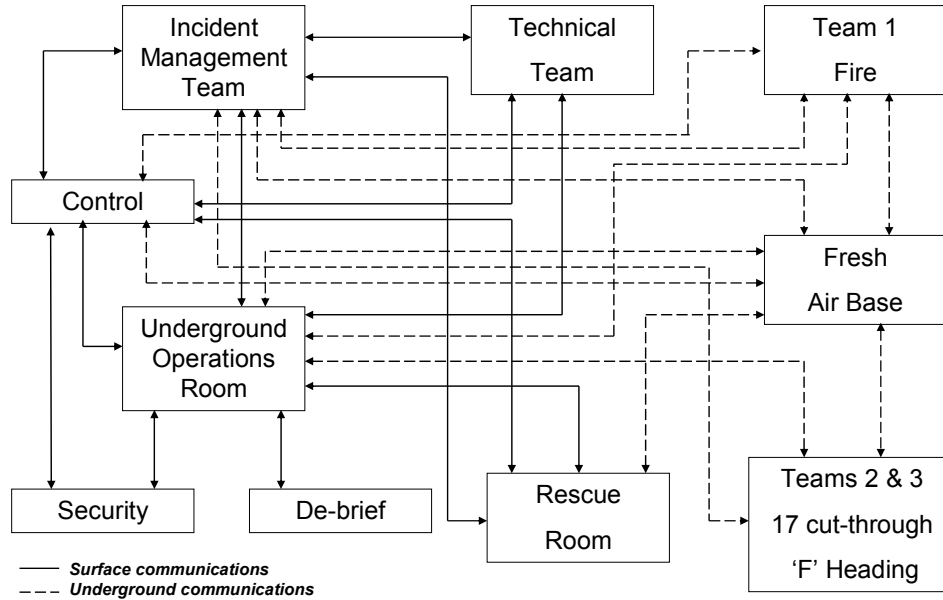 Incident
Management
Team
Technical
Team
Team 1
Fire
Control
Fresh
Air Base
Underground
Operations
Room
Security
De-brief
Rescue
Room
Teams 2 & 3
17 cut-through
‘F’ Heading
Surface communications
Underground communications